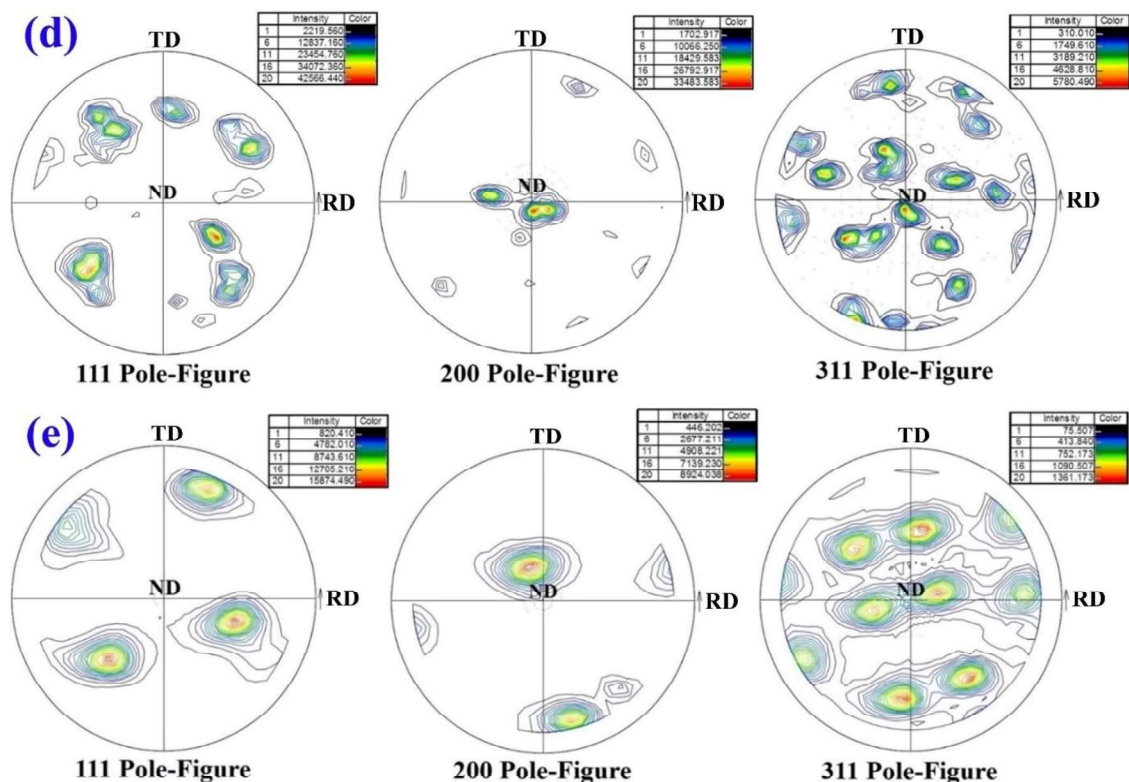 (d)
TD
Intensity Color
1 2219.560
6 12837.160
11 23454.760
16 34072.360
20 42566.440
ND
RD
111 Pole-Figure
TD
Intensity Color
1 1702.917
6 10066.250
11 18429.583
16 26792.917
20 33483.583
ND
RD
200 Pole-Figure
TD
Intensity Color
1 310.010
6 1749.610
11 3189.210
16 4628.810
20 5780.490
ND
RD
311 Pole-Figure
(e)
TD
Intensity Color
1 820.410
6 4782.010
11 8743.610
16 12705.210
20 15874.490
ND
RD
111 Pole-Figure
TD
Intensity Color
1 446.202
6 2677.211
11 4908.221
16 7139.230
20 8924.038
ND
RD
200 Pole-Figure
TD
Intensity Color
1 75.507
6 413.840
11 752.173
16 1090.507
20 1361.173
ND
RD
311 Pole-Figure